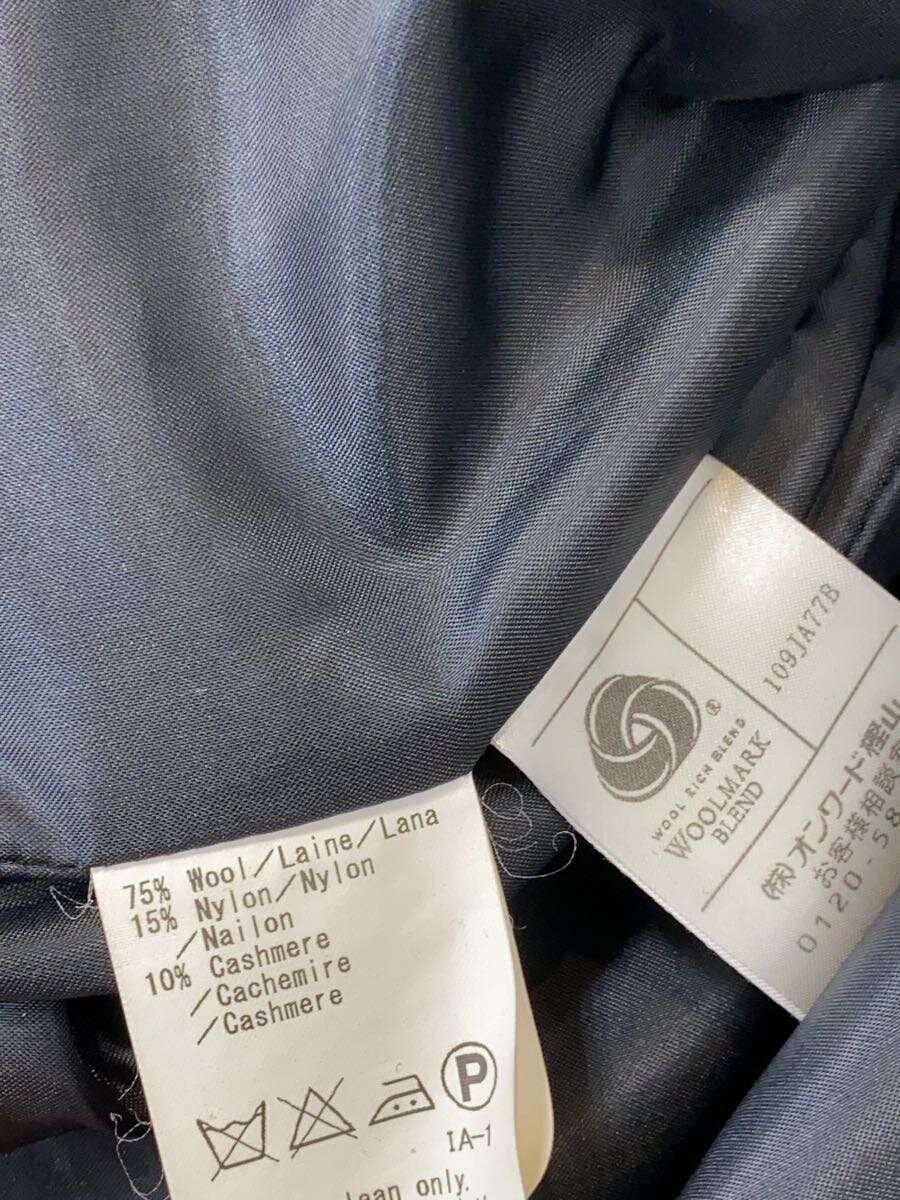 75% Wool/Laine/Lana
15% Nylon/Nylon
/Nailon
10% Cashmere
/Cachemire
/Cashmere
P
IA-1
only.
®
WOOL RICH BLEND
WOOLMARK
BLEND
109JA77B
(株)オンワード樫山
お客様相談
0120-58